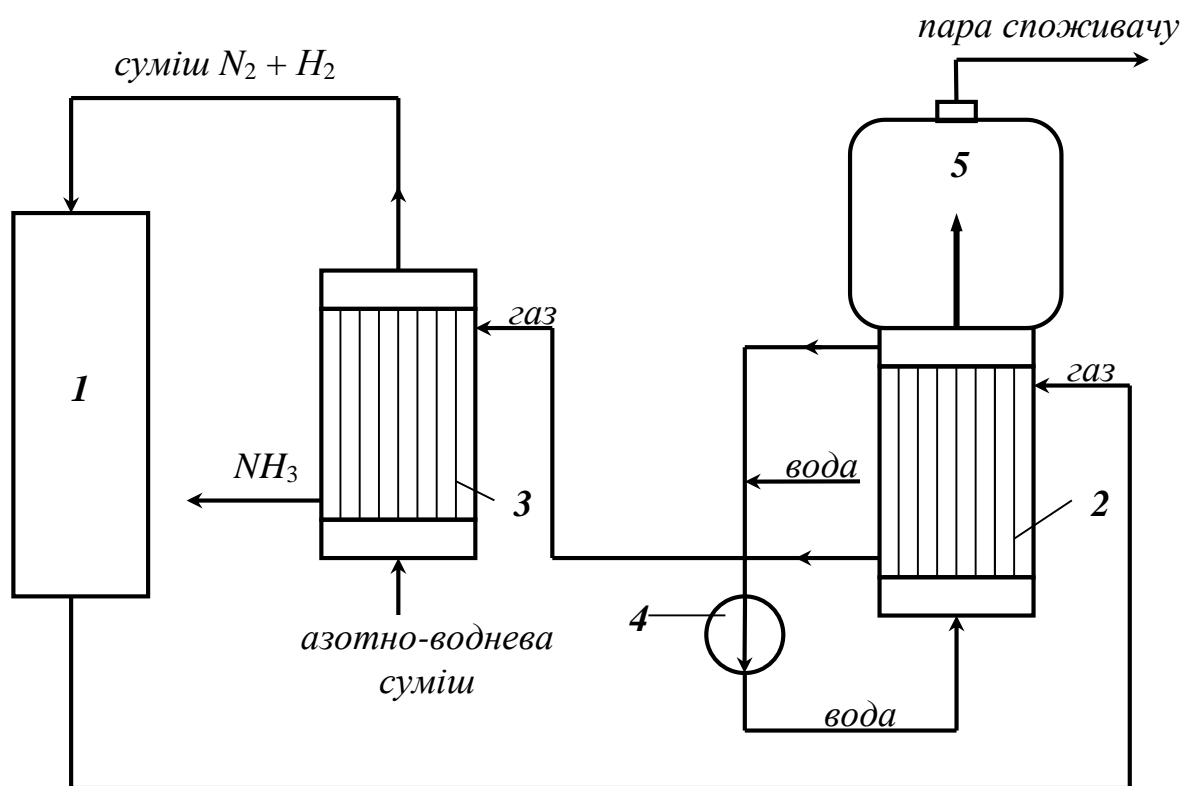 пара споживачу
суміш N₂ + H₂
5
газ
1
газ
NH₃
вода
3
2
4
азотно-воднева
суміш
вода